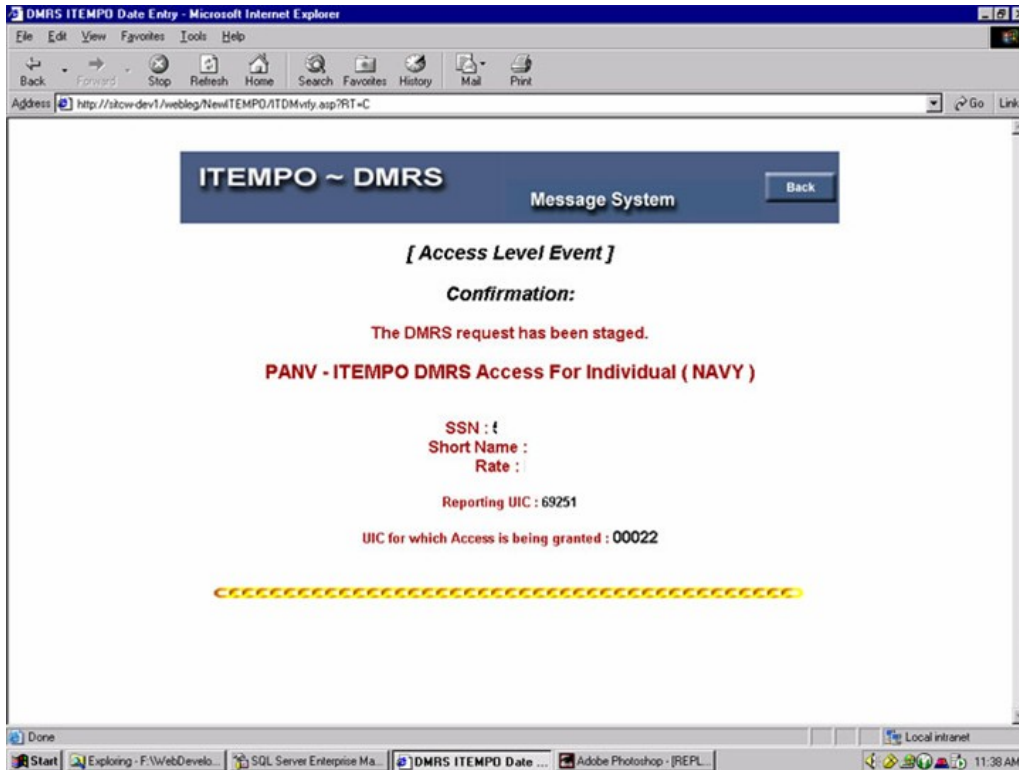 DMRS ITEMPO Date Entry - Microsoft Internet Explorer
File Edit View Favorites Tools Help
Back Forward Stop Refresh Home Search Favorites History Mail Print
Address http://sitcw-dev1/webleg/NewITEMPO/ITDMvfy.asp?RT=C Go Link
ITEMPO ~ DMRS
Message System
Back
[ Access Level Event ]
Confirmation:
The DMRS request has been staged.
PANV - ITEMPO DMRS Access For Individual ( NAVY )
SSN :
Short Name :
Rate :
Reporting UIC : 69251
UIC for which Access is being granted : 00022
Done Local intranet
Start Exploring - F:\WebDevelo... SQL Server Enterprise Ma... DMRS ITEMPO Date ... Adobe Photoshop - [REPL... 11:38 AM